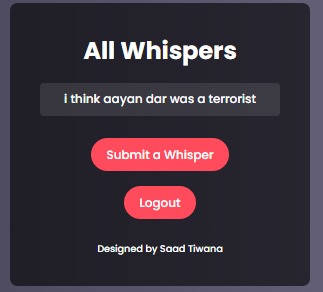 All Whispers
i think aayan dar was a terrorist
Submit a Whisper
Logout
Designed by Saad Tiwana